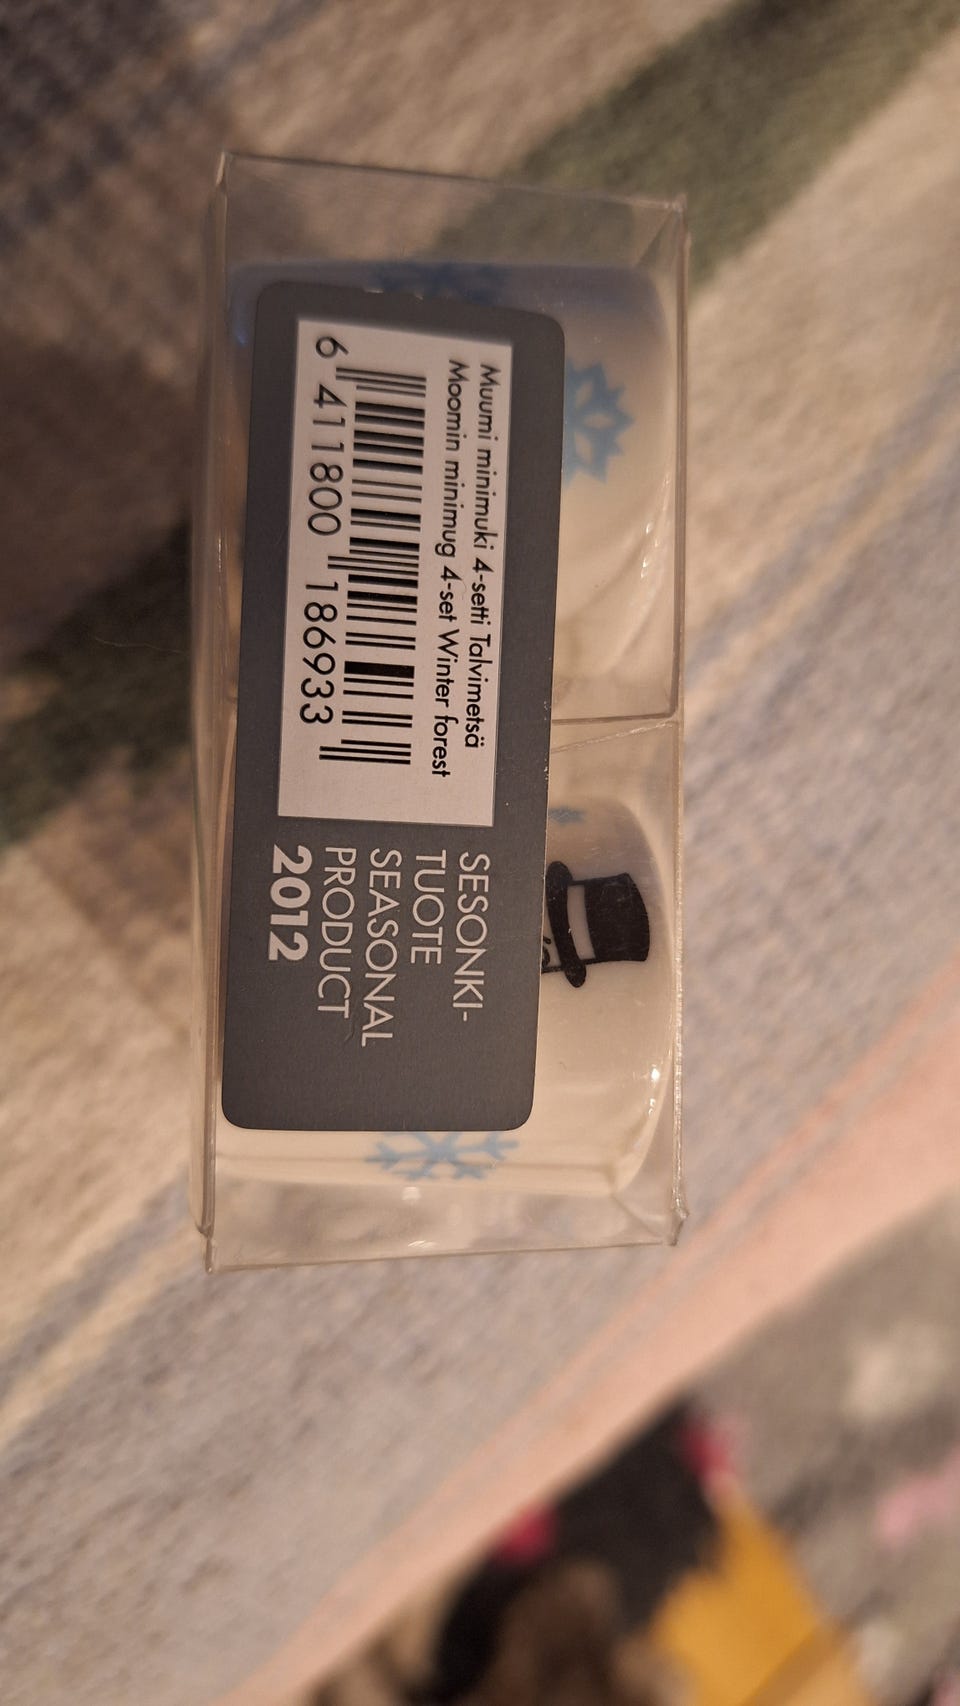 Muumi minimuki 4-setti Talvimetsä
Moomin minimug 4-set Winter forest
6 411800 186933
SESONKI-
TUOTE
SEASONAL
PRODUCT
2012